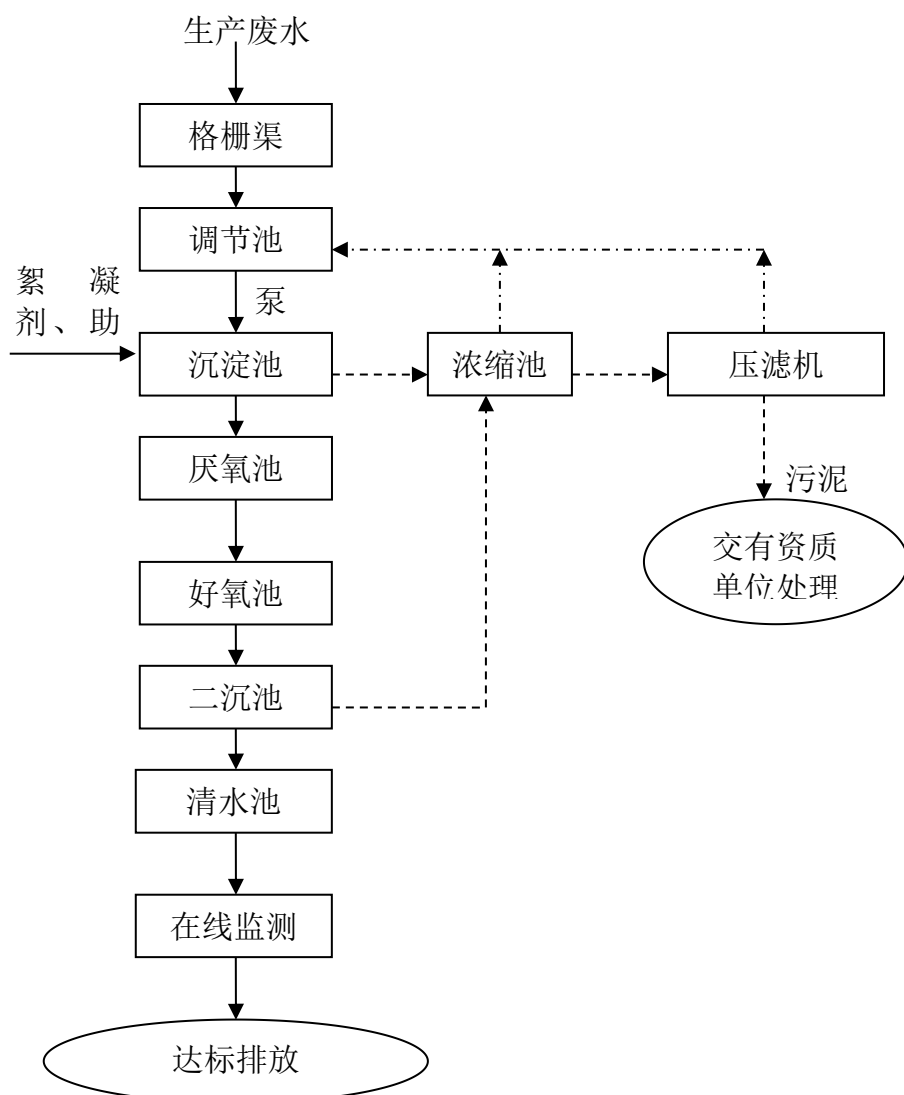 生产废水
格栅渠
调节池
絮 凝
剂、助
泵
沉淀池
浓缩池
压滤机
厌氧池
污泥
交有资质
单位处理
好氧池
二沉池
清水池
在线监测
达标排放